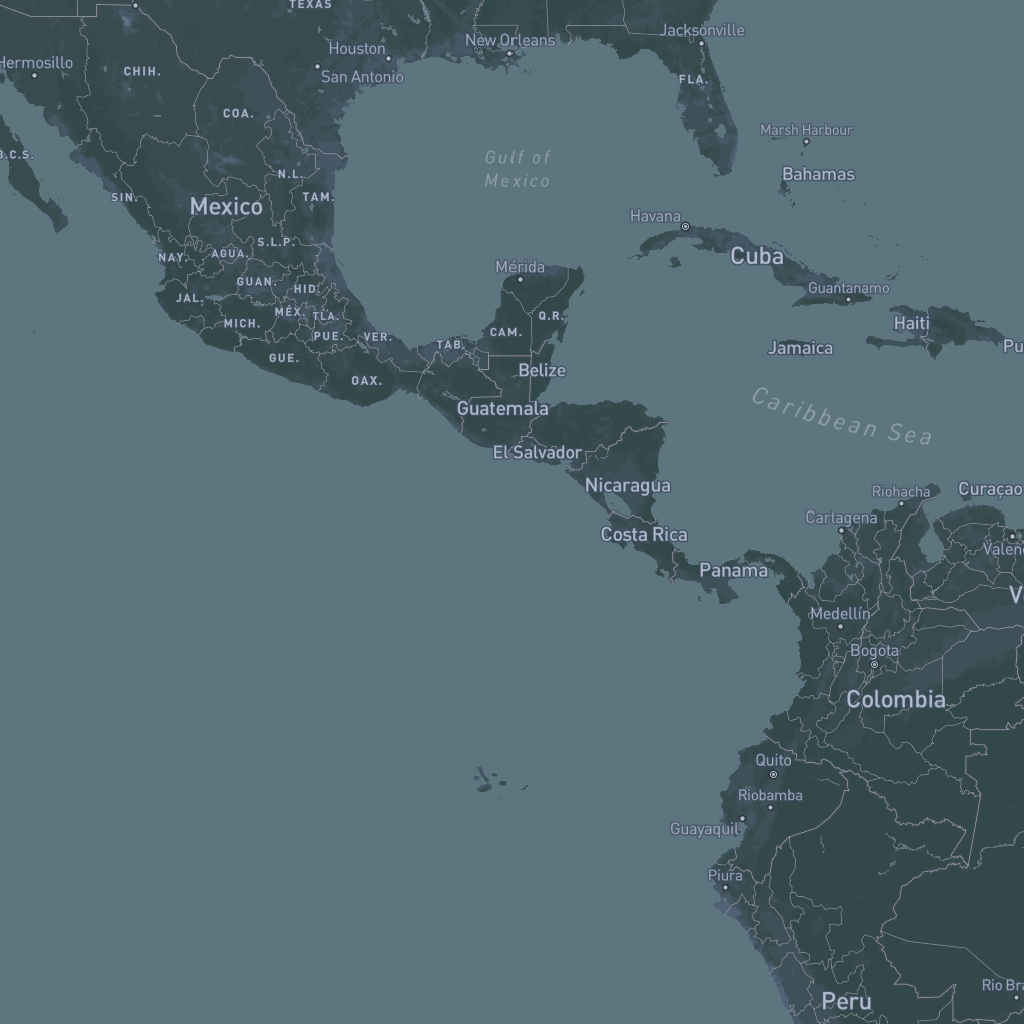 TEXAS
New Orleans
Jacksonville
Houston
San Antonio
Hermosillo
CHIH.
FLA.
COA.
Marsh Harbour
Gulf of
Mexico
B.C.S.
N.L.
Bahamas
SIN.
TAM.
Mexico
Havana
S.L.P.
NAY.
AGUA.
Cuba
Mérida
GUAN.
HID.
Guantanamo
JAL.
MÉX.
TLA.
Q.R.
MICH.
CAM.
Haiti
PUE.
VER.
TAB.
Jamaica
Pu
GUE.
OAX.
Belize
Guatemala
Caribbean Sea
El Salvador
Nicaragua
Riohacha
Curaçao
Cartagena
Costa Rica
Valen
Panama
V
Medellín
Bogota
Colombia
Quito
Riobamba
Guayaquil
Piura
Rio Bra
Peru